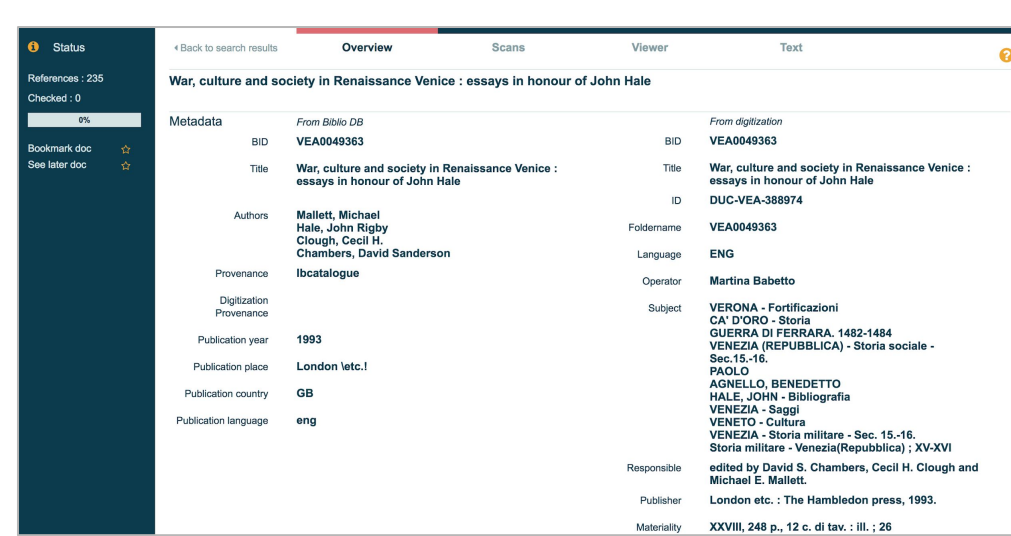 Status
References : 235
Checked : 0
0%
Bookmark doc
See later doc
Back to search results
Overview
Scans
Viewer
Text
?
War, culture and society in Renaissance Venice : essays in honour of John Hale
Metadata
From Biblio DB
BID VEA0049363
Title War, culture and society in Renaissance Venice :
essays in honour of John Hale
Authors Mallett, Michael
Hale, John Rigby
Clough, Cecil H.
Chambers, David Sanderson
Provenance lbcatalogue
Digitization
Provenance
Publication year 1993
Publication place London \etc.!
Publication country GB
Publication language eng
From digitization
BID VEA0049363
Title War, culture and society in Renaissance Venice :
essays in honour of John Hale
ID DUC-VEA-388974
Foldername VEA0049363
Language ENG
Operator Martina Babetto
Subject VERONA - Fortificazioni
CA' D'ORO - Storia
GUERRA DI FERRARA. 1482-1484
VENEZIA (REPUBBLICA) - Storia sociale -
Sec.15.-16.
PAOLO
AGNELLO, BENEDETTO
HALE, JOHN - Bibliografia
VENEZIA - Saggi
VENETO - Cultura
VENEZIA - Storia militare - Sec. 15.-16.
Storia militare - Venezia(Repubblica) ; XV-XVI
Responsible edited by David S. Chambers, Cecil H. Clough and
Michael E. Mallett.
Publisher London etc. : The Hambledon press, 1993.
Materiality XXVIII, 248 p., 12 c. di tav. : ill. ; 26